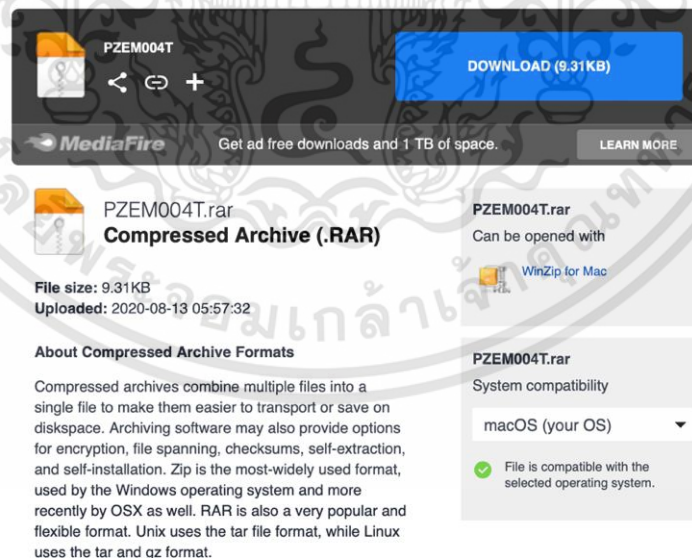 PZEM004T
DOWNLOAD (9.31KB)
MediaFire
Get ad free downloads and 1 TB of space.
LEARN MORE
PZEM004T.rar
Compressed Archive (.RAR)
File size: 9.31KB
Uploaded: 2020-08-13 05:57:32
About Compressed Archive Formats
Compressed archives combine multiple files into a
single file to make them easier to transport or save on
diskspace. Archiving software may also provide options
for encryption, file spanning, checksums, self-extraction,
and self-installation. Zip is the most-widely used format,
used by the Windows operating system and more
recently by OSX as well. RAR is also a very popular and
flexible format. Unix uses the tar file format, while Linux
uses the tar and gz format.
PZEM004T.rar
Can be opened with
WinZip for Mac
PZEM004T.rar
System compatibility
macOS (your OS)
File is compatible with the
selected operating system.